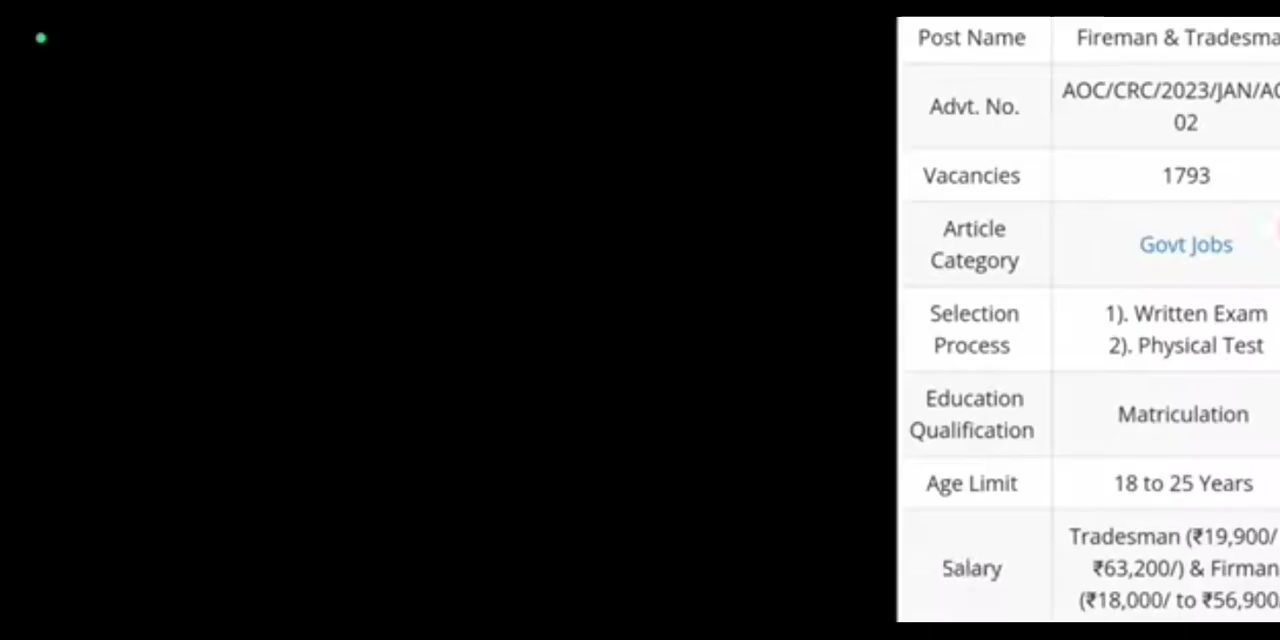 Post Name
Fireman & Tradesma
Advt. No.
AOC/CRC/2023/JAN/AO
02
Vacancies
1793
Article
Category
Govt Jobs
Selection
Process
1). Written Exam
2). Physical Test
Education
Qualification
Matriculation
Age Limit
18 to 25 Years
Salary
Tradesman (₹19,900/
₹63,200/) & Firman
(₹18,000/ to ₹56,900